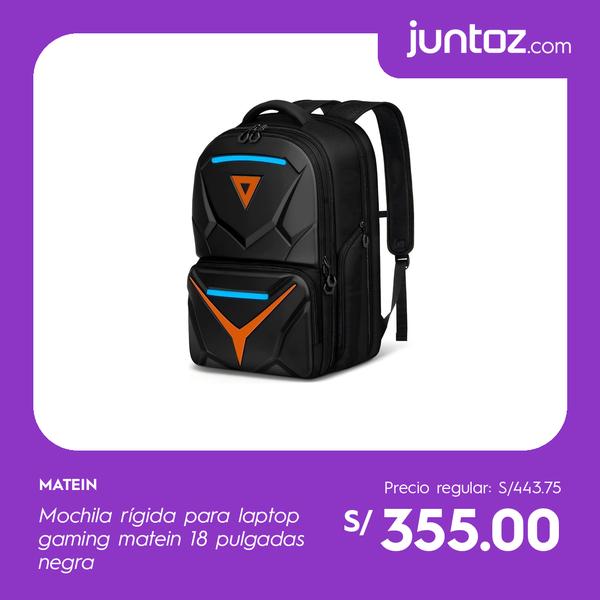 juntoz.com
MATEIN
Mochila rígida para laptop
gaming matein 18 pulgadas
negra
Precio regular: S/443.75
S/ 355.00